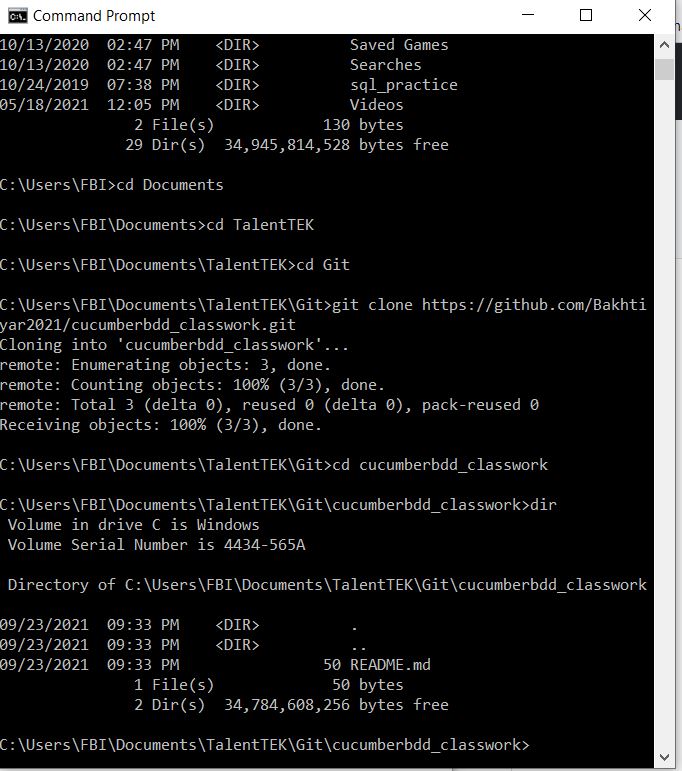 Command Prompt
10/13/2020  02:47 PM    <DIR>          Saved Games
10/13/2020  02:47 PM    <DIR>          Searches
10/24/2019  07:38 PM    <DIR>          sql_practice
05/18/2021  12:05 PM    <DIR>          Videos
               2 File(s)            130 bytes
              29 Dir(s)  34,945,814,528 bytes free
C:\Users\FBI>cd Documents
C:\Users\FBI\Documents>cd TalentTEK
C:\Users\FBI\Documents\TalentTEK>cd Git
C:\Users\FBI\Documents\TalentTEK\Git>git clone https://github.com/Bakhti
yar2021/cucumberbdd_classwork.git
Cloning into 'cucumberbdd_classwork'...
remote: Enumerating objects: 3, done.
remote: Counting objects: 100% (3/3), done.
remote: Total 3 (delta 0), reused 0 (delta 0), pack-reused 0
Receiving objects: 100% (3/3), done.
C:\Users\FBI\Documents\TalentTEK\Git>cd cucumberbdd_classwork
C:\Users\FBI\Documents\TalentTEK\Git\cucumberbdd_classwork>dir
 Volume in drive C is Windows
 Volume Serial Number is 4434-565A
 Directory of C:\Users\FBI\Documents\TalentTEK\Git\cucumberbdd_classwork
09/23/2021  09:33 PM    <DIR>          .
09/23/2021  09:33 PM    <DIR>          ..
09/23/2021  09:33 PM                50 README.md
               1 File(s)             50 bytes
               2 Dir(s)  34,784,608,256 bytes free
C:\Users\FBI\Documents\TalentTEK\Git\cucumberbdd_classwork>